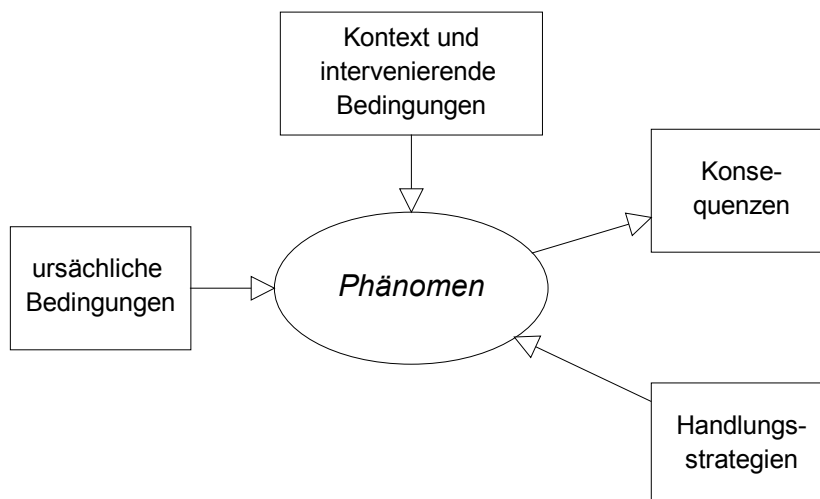 Kontext und
intervenierende
Bedingungen
Konse-
quenzen
ursächliche
Bedingungen
Phänomen
Handlungs-
strategien